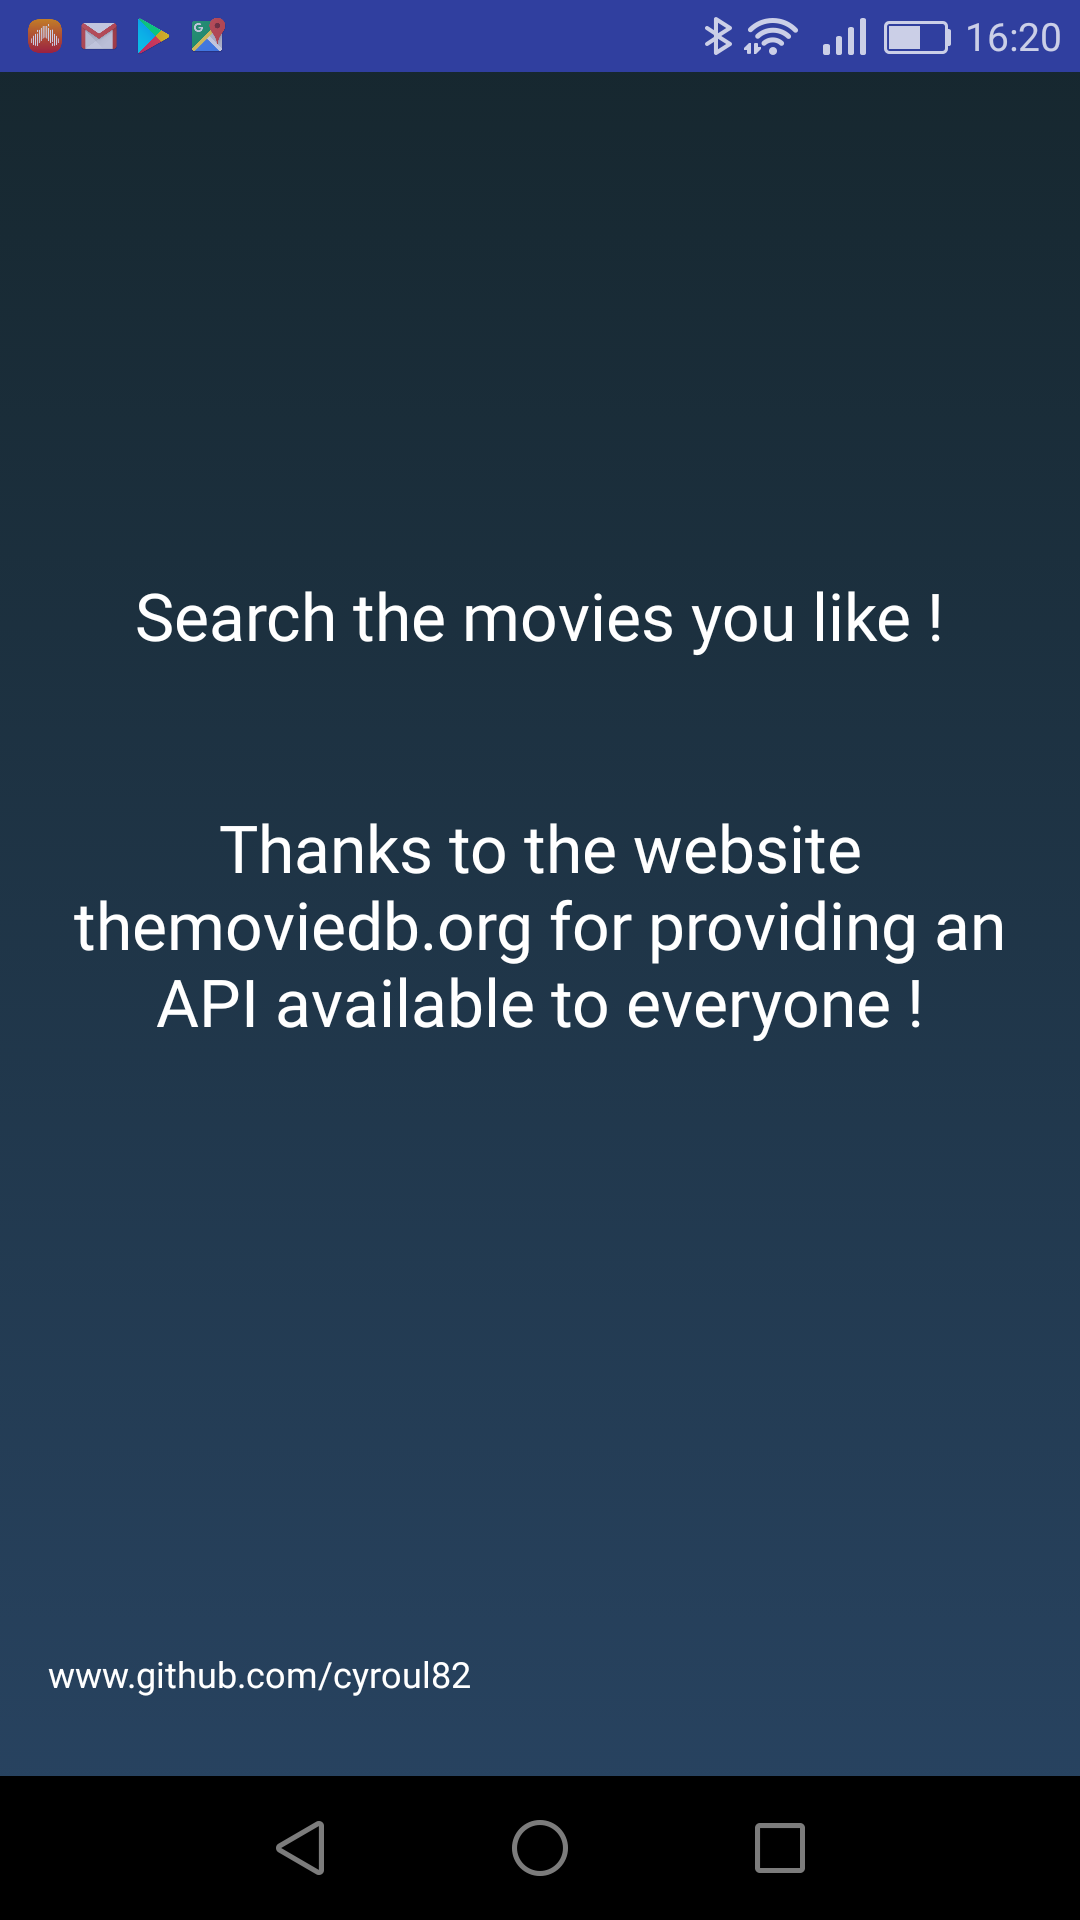 16:20
Search the movies you like !
Thanks to the website
themoviedb.org for providing an
API available to everyone !
www.github.com/cyroul82